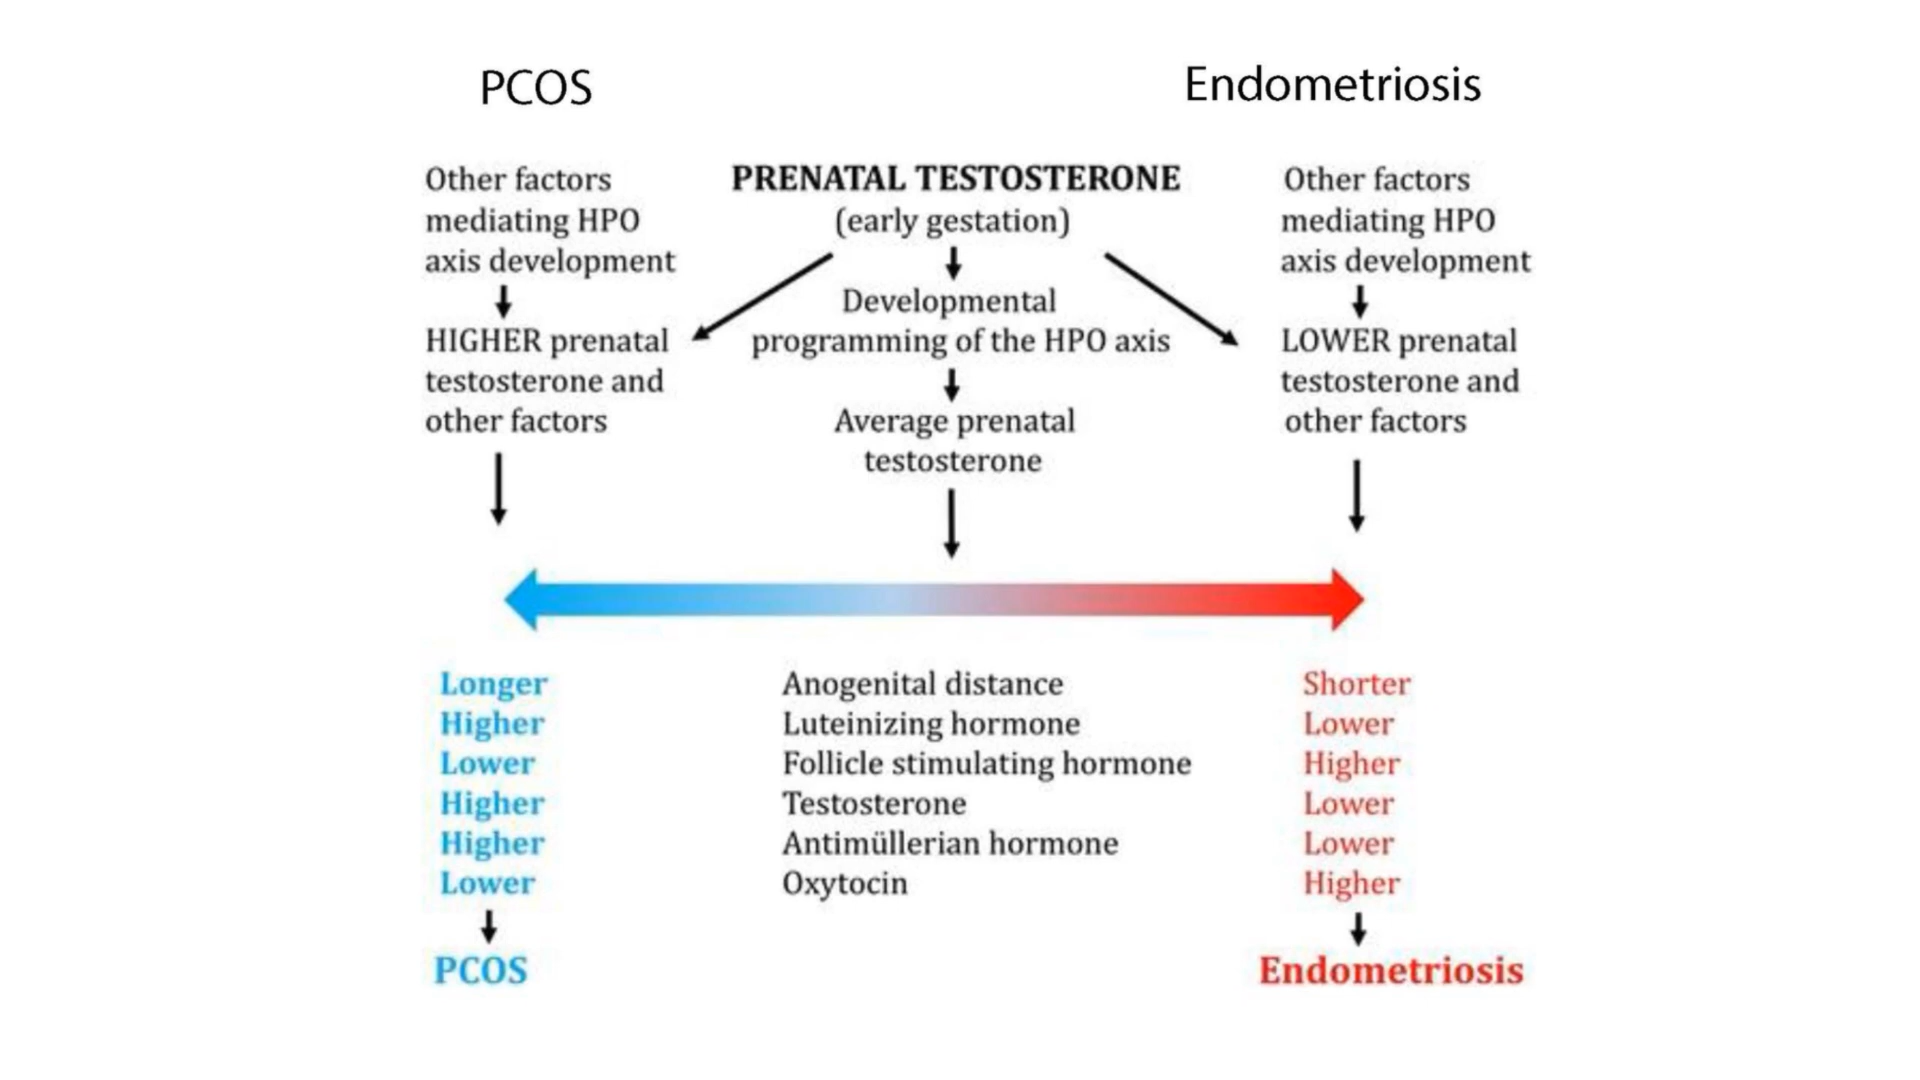 PCOS
Endometriosis
Other factors
mediating HPO
axis development
HIGHER prenatal
testosterone and
other factors
PRENATAL TESTOSTERONE
(early gestation)
Developmental
programming of the HPO axis
Average prenatal
testosterone
Other factors
mediating HPO
axis development
LOWER prenatal
testosterone and
other factors
Longer Anogenital distance Shorter
Higher Luteinizing hormone Lower
Lower Follicle stimulating hormone Higher
Higher Testosterone Lower
Higher Antimüllerian hormone Lower
Lower Oxytocin Higher
PCOS
Endometriosis